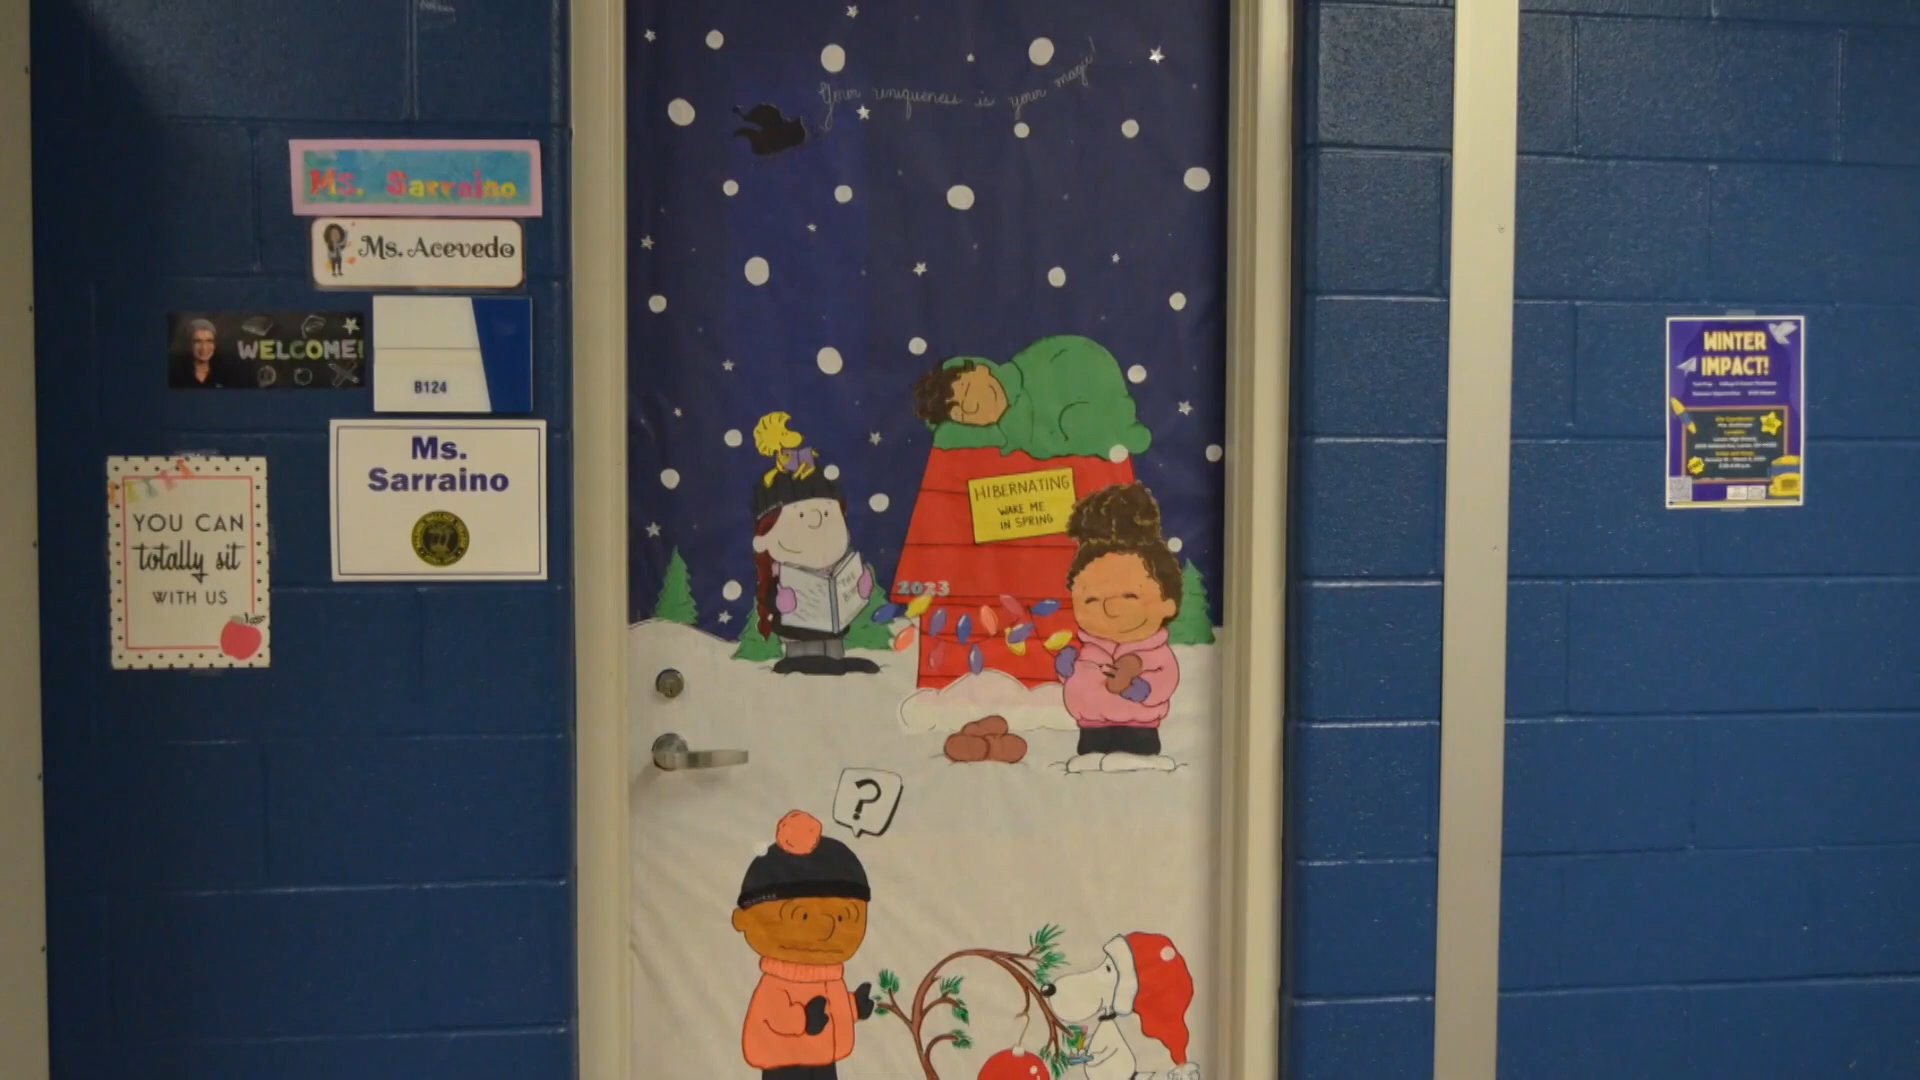 Your uniqueness is your magic!
Ms. Sarraino
Ms. Acevedo
WELCOME!
B124
Ms.
Sarraino
YOU CAN
totally sit
WITH US
HIBERNATING
WAKE ME
IN SPRING
THE
2023
?
WINTER
IMPACT!